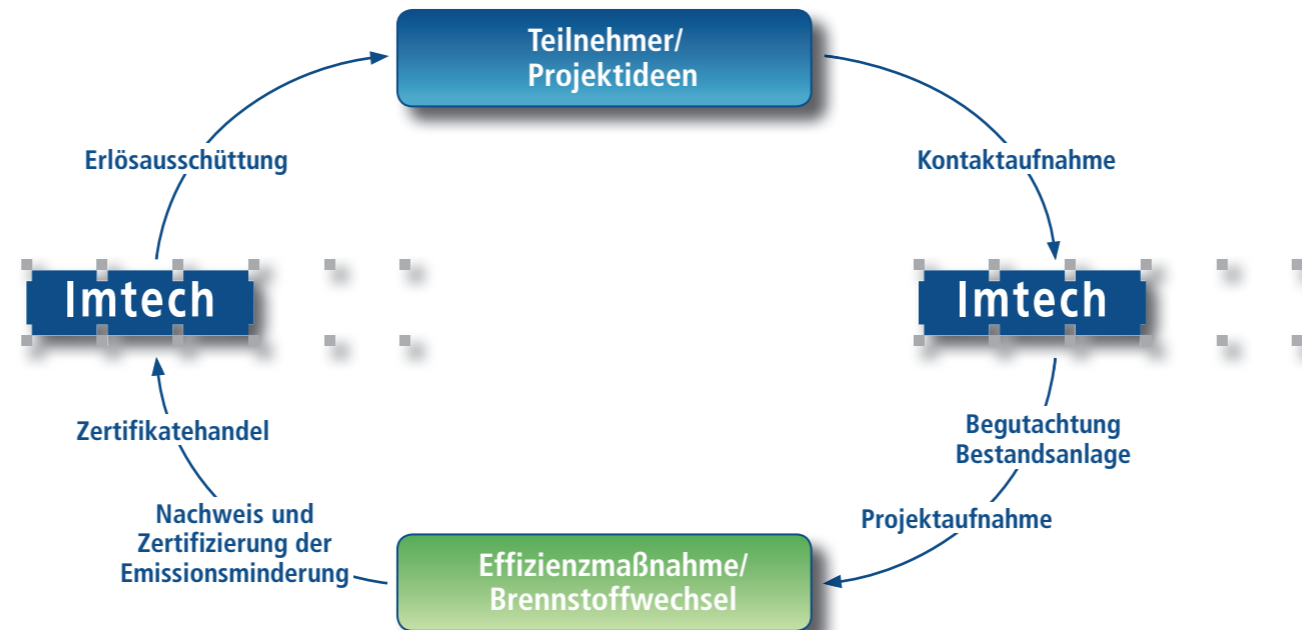 Teilnehmer/
Projektideen
Erlösausschüttung
Kontaktaufnahme
Imtech
Imtech
Zertifikatehandel
Begutachtung
Bestandsanlage
Nachweis und
Zertifizierung der
Emissionsminderung
Projektaufnahme
Effizienzmaßnahme/
Brennstoffwechsel